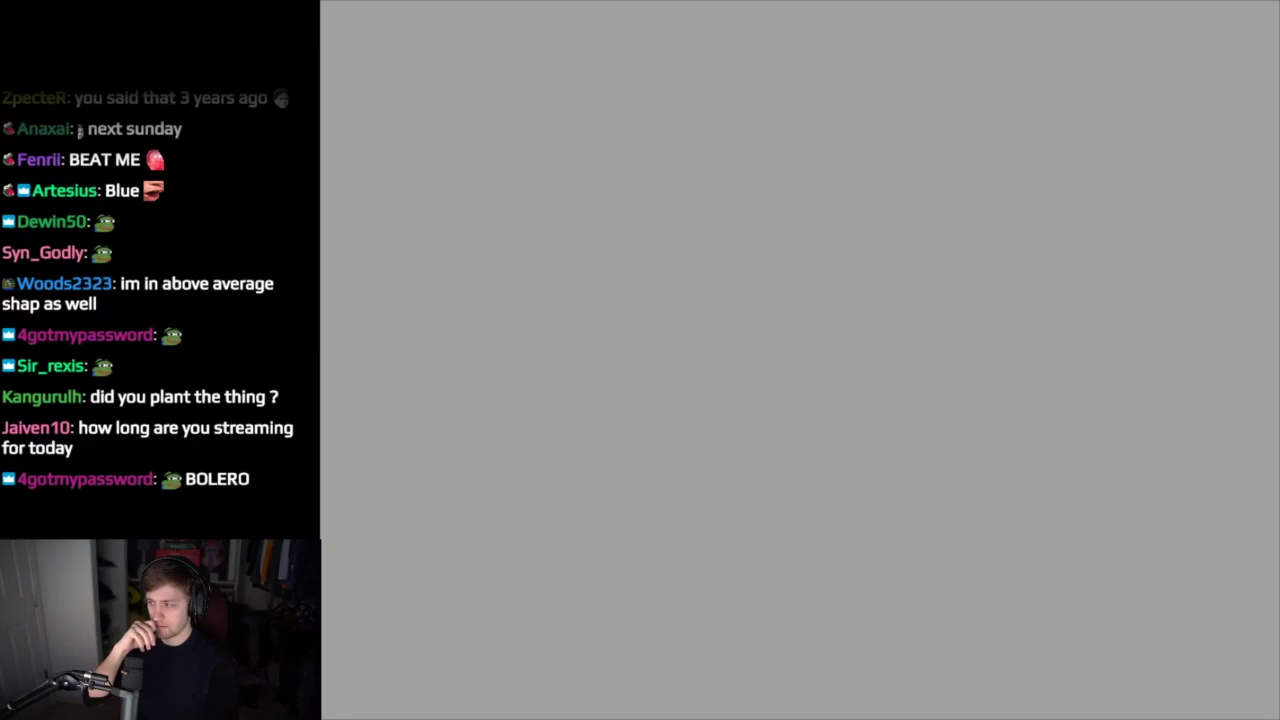 ZpecteR: you said that 3 years ago
Anaxai: next sunday
Fenrii: BEAT ME
Artesius: Blue
Dewin50:
Syn_Godly:
Woods2323: im in above average
shap as well
4gotmypassword:
Sir_rexis:
Kangurulh: did you plant the thing ?
Jaiven10: how long are you streaming
for today
4gotmypassword: BOLERO